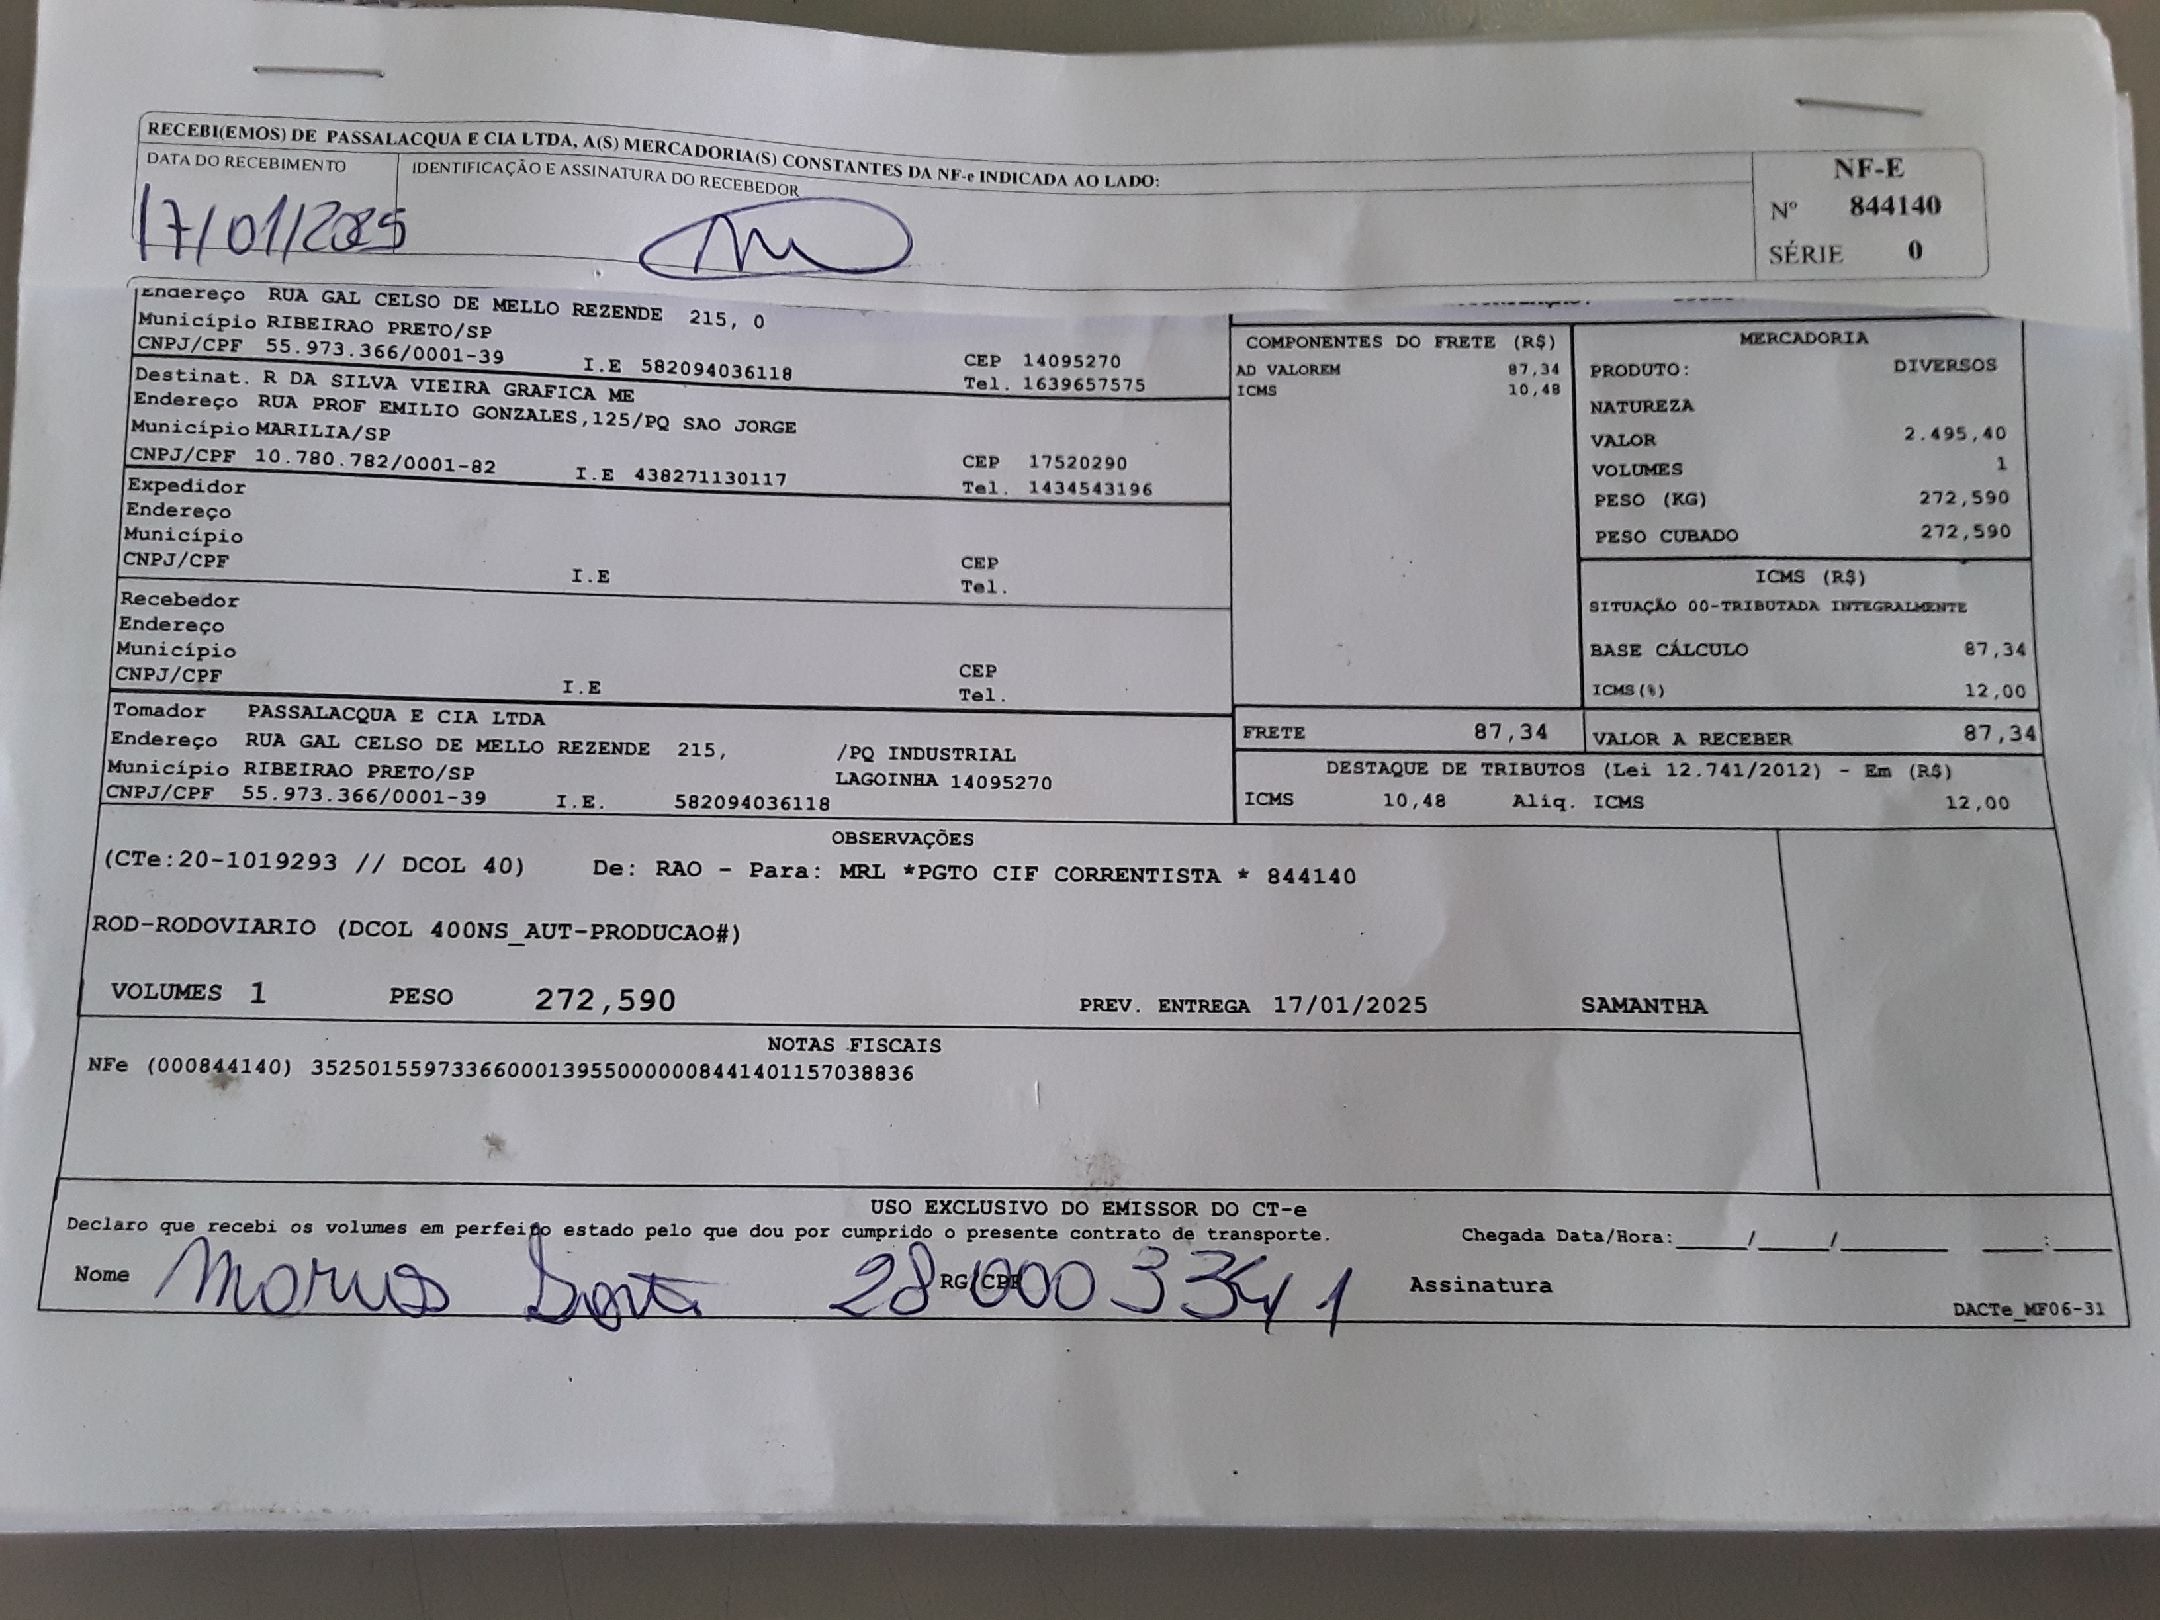 RECEBI(EMOS) DE PASSALACQUA E CIA LTDA, A(S) MERCADORIA(S) CONSTANTES DA NF-e INDICADA AO LADO:
DATA DO RECEBIMENTO
IDENTIFICAÇÃO E ASSINATURA DO RECEBEDOR
17/01/2025
NF-E
Nº 844140
SÉRIE 0
Endereço RUA GAL CELSO DE MELLO REZENDE 215, 0
Município RIBEIRAO PRETO/SP
CNPJ/CPF 55.973.366/0001-39 I.E 582094036118
CEP 14095270
Tel. 1639657575
Destinat. R DA SILVA VIEIRA GRAFICA ME
Endereço RUA PROF EMILIO GONZALES,125/PQ SAO JORGE
Município MARILIA/SP
CNPJ/CPF 10.780.782/0001-82 I.E 438271130117
CEP 17520290
Tel. 1434543196
Expedidor
Endereço
Município
CNPJ/CPF I.E
CEP
Tel.
Recebedor
Endereço
Município
CNPJ/CPF I.E
CEP
Tel.
Tomador PASSALACQUA E CIA LTDA
Endereço RUA GAL CELSO DE MELLO REZENDE 215, /PQ INDUSTRIAL
Município RIBEIRAO PRETO/SP LAGOINHA 14095270
CNPJ/CPF 55.973.366/0001-39 I.E. 582094036118
COMPONENTES DO FRETE (R$)
AD VALOREM 87,34
ICMS 10,48
MERCADORIA
PRODUTO: DIVERSOS
NATUREZA
VALOR 2.495,40
VOLUMES 1
PESO (KG) 272,590
PESO CUBADO 272,590
ICMS (R$)
SITUAÇÃO 00-TRIBUTADA INTEGRALMENTE
BASE CÁLCULO 87,34
ICMS(%) 12,00
FRETE 87,34
VALOR A RECEBER 87,34
DESTAQUE DE TRIBUTOS (Lei 12.741/2012) - Em (R$)
ICMS 10,48 Aliq. ICMS 12,00
OBSERVAÇÕES
(CTe:20-1019293 // DCOL 40) De: RAO - Para: MRL *PGTO CIF CORRENTISTA * 844140
ROD-RODOVIARIO (DCOL 400NS_AUT-PRODUCAO#)
VOLUMES 1 PESO 272,590 PREV. ENTREGA 17/01/2025 SAMANTHA
NOTAS FISCAIS
NFe (000844140) 35250155973366000139550000008441401157038836
USO EXCLUSIVO DO EMISSOR DO CT-e
Declaro que recebi os volumes em perfeito estado pelo que dou por cumprido o presente contrato de transporte.
Chegada Data/Hora:____/____/______ ____:____
Nome RG/CPF 28000 3341 Assinatura
DACTe_MF06-31